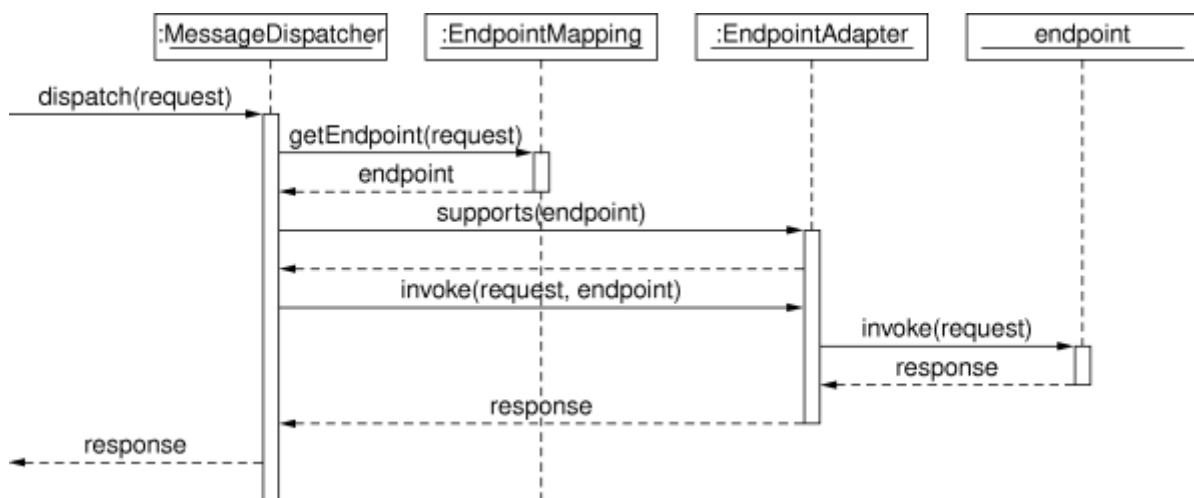 :MessageDispatcher
:EndpointMapping
:EndpointAdapter
endpoint
dispatch(request)
getEndpoint(request)
endpoint
supports(endpoint)
invoke(request, endpoint)
invoke(request)
response
response
response